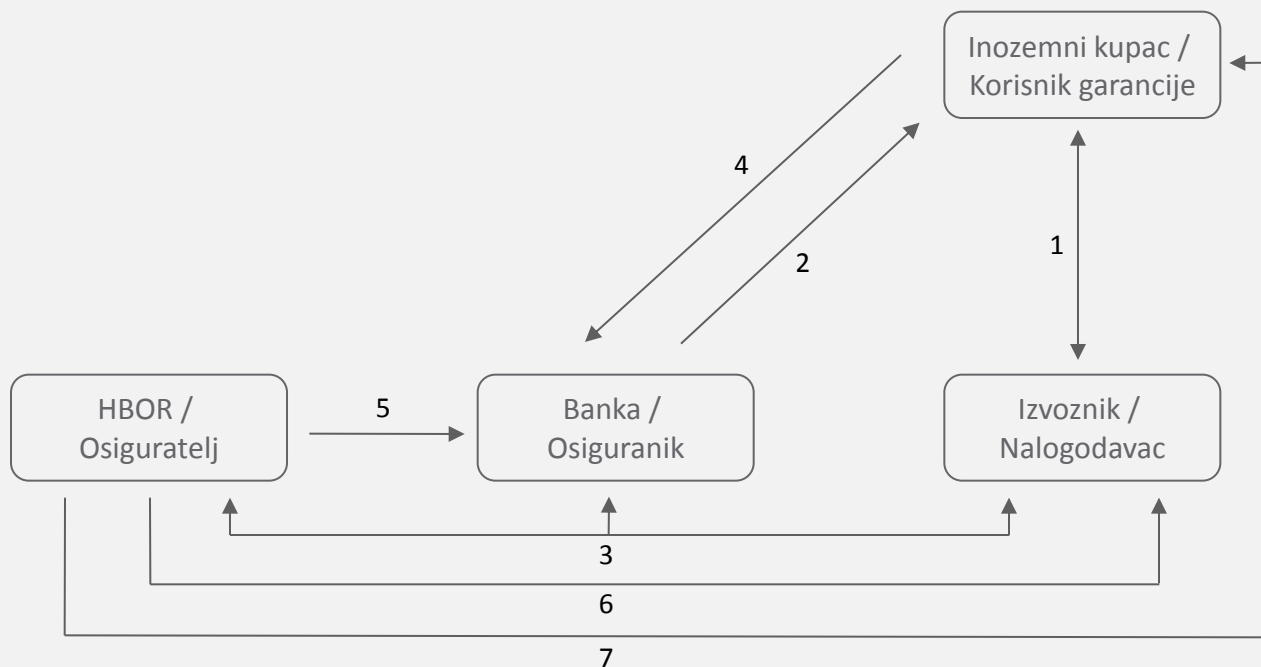 Inozemni kupac /
Korisnik garancije
4
2
1
HBOR /
Osiguratelj
5
Banka /
Osiguranik
Izvoznik /
Nalogodavac
3
6
7